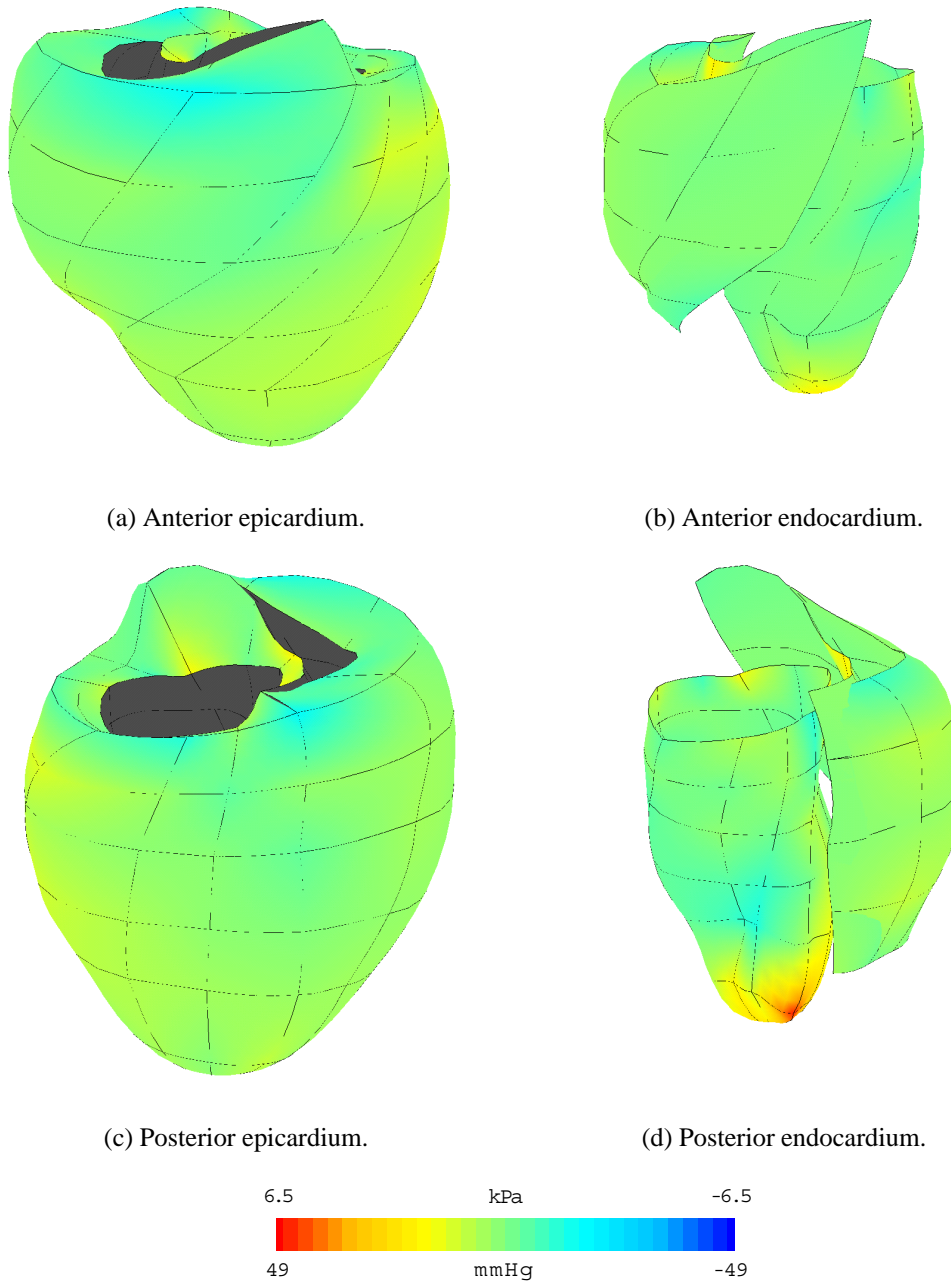 (a) Anterior epicardium.
(b) Anterior endocardium.
(c) Posterior epicardium.
(d) Posterior endocardium.
6.5 kPa -6.5
49 mmHg -49